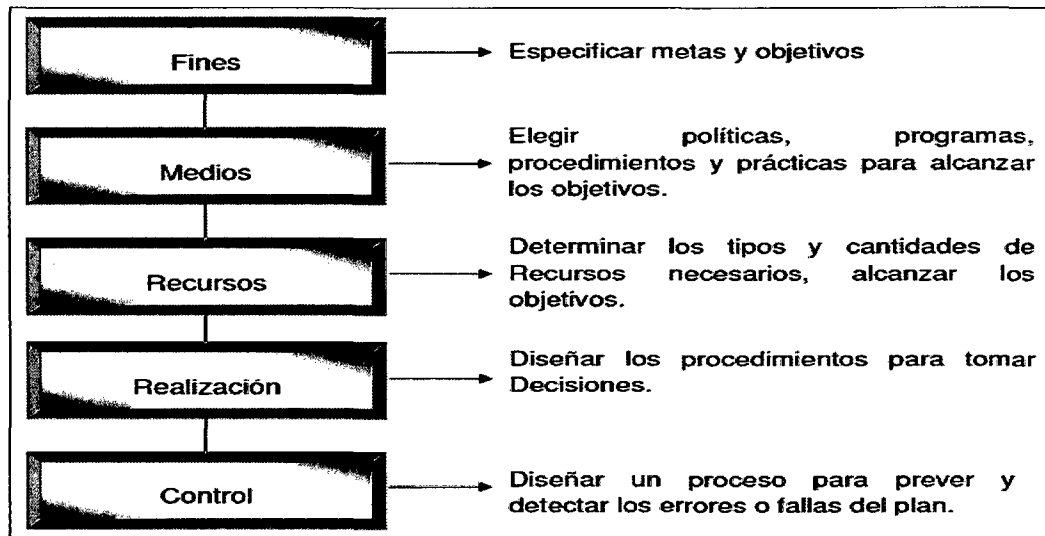 Fines
Especificar metas y objetivos
Medios
Elegir políticas, programas,
procedimientos y prácticas para alcanzar
los objetivos.
Recursos
Determinar los tipos y cantidades de
Recursos necesarios, alcanzar los
objetivos.
Realización
Diseñar los procedimientos para tomar
Decisiones.
Control
Diseñar un proceso para prever y
detectar los errores o fallas del plan.